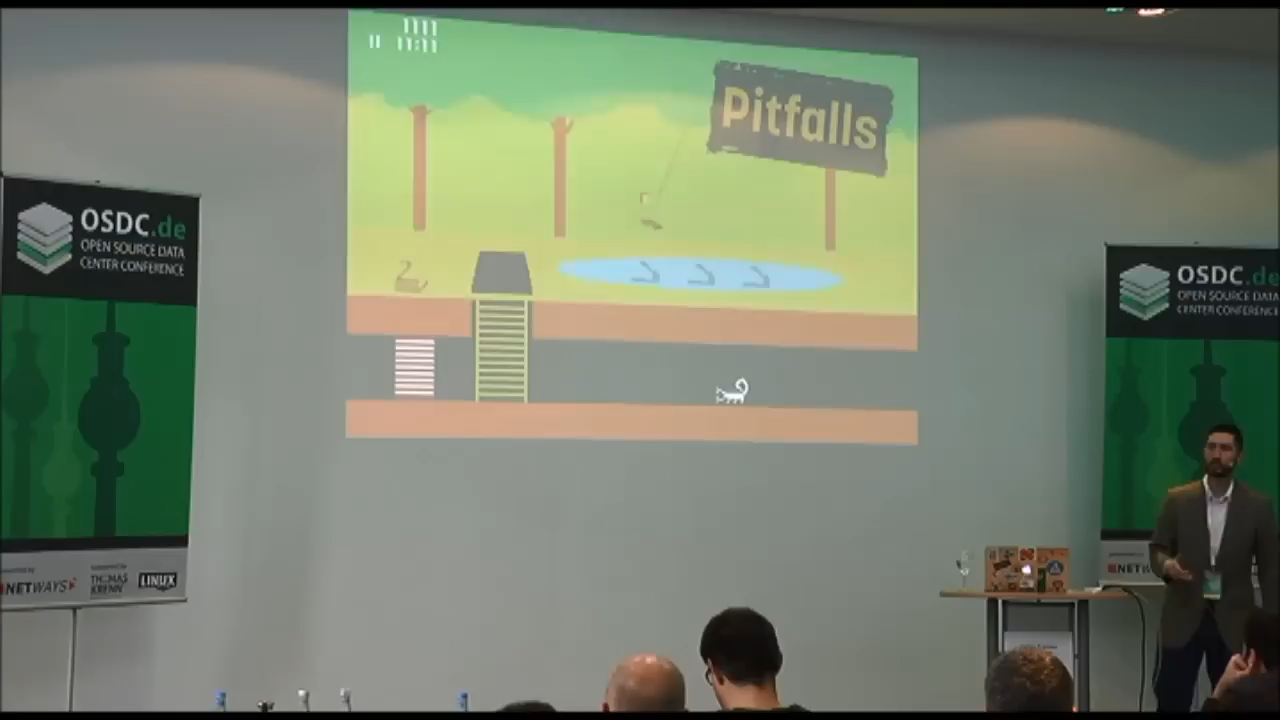 Pitfalls
OSDC.de
OPEN SOURCE DATA
CENTER CONFERENCE
NETWAYS
THOMAS
KRENN
LINUX
OSDC.de
OPEN SOURCE DATA
CENTER CONFERENCE